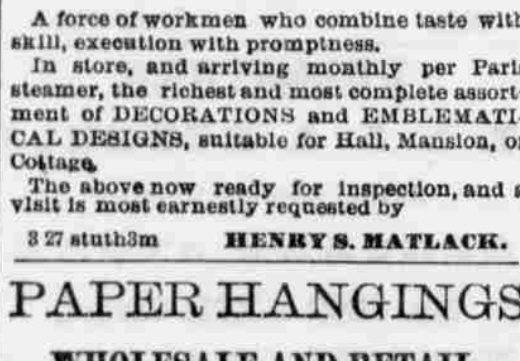 A force of workmen who combine taste with
skill, execution with promptness.
In store, and arriving monthly per Paris
steamer, the richest and most complete assort-
ment of DECORATIONS and EMBLEMATI-
CAL DESIGNS, suitable for Hall, Mansion, or
Cottage.
The above now ready for inspection, and a
visit is most earnestly requested by
3 27 stuth3m HENRY S. MATLACK.
PAPER HANGINGS
WHOLESALE AND RETAIL